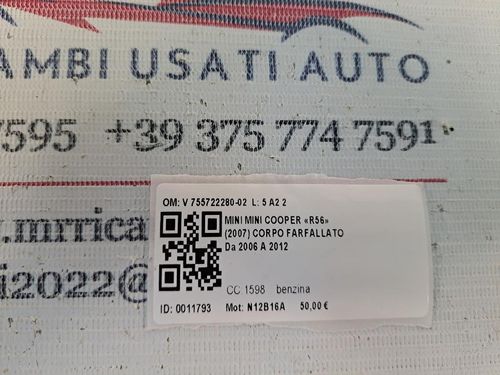 AMBI USATI AUTO
7595 +39 375 774 7591
.mrrica
i2022@
OM: V 755722280-02 L: 5 A2 2
MINI MINI COOPER «R56»
(2007) CORPO FARFALLATO
Da 2006 A 2012
CC 1598 benzina
ID: 0011793 Mot: N12B16A 50,00 €